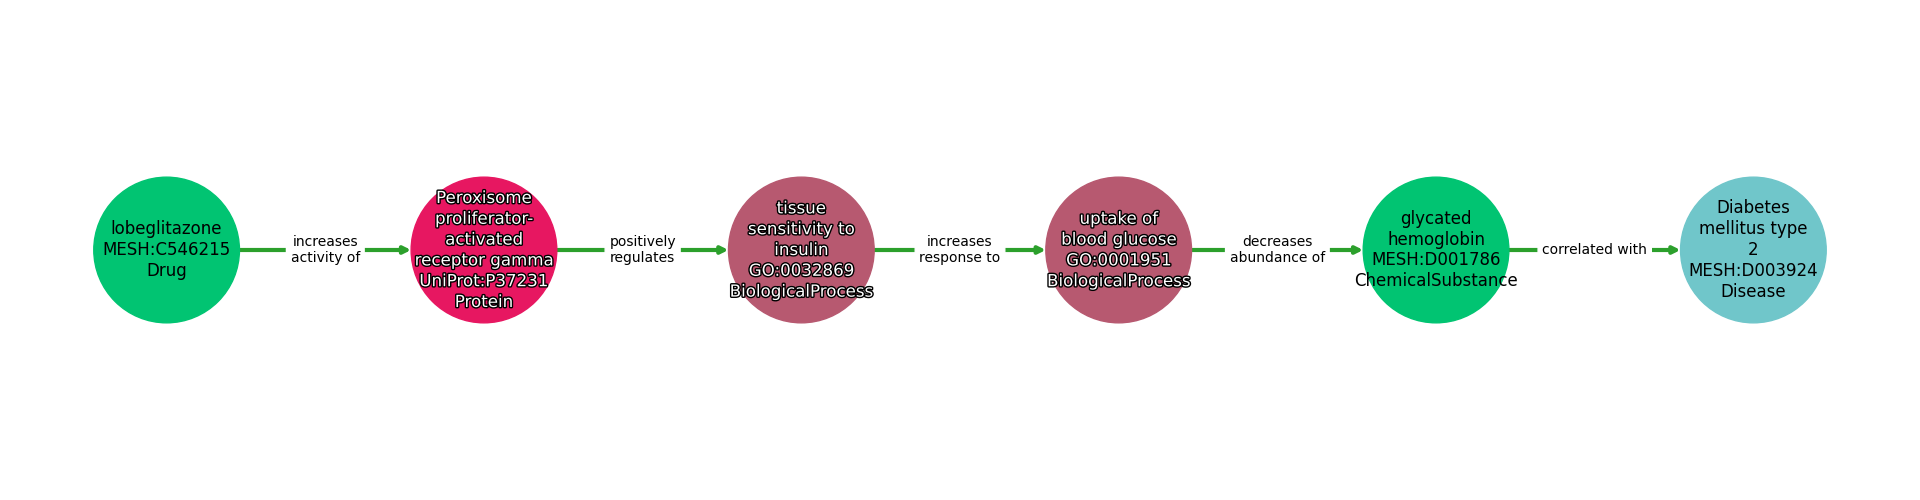 lobeglitazone
MESH:C546215
Drug
increases
activity of
Peroxisome
proliferator-
activated
receptor gamma
UniProt:P37231
Protein
positively
regulates
tissue
sensitivity to
insulin
GO:0032869
BiologicalProcess
increases
response to
uptake of
blood glucose
GO:0001951
BiologicalProcess
decreases
abundance of
glycated
hemoglobin
MESH:D001786
ChemicalSubstance
correlated with
Diabetes
mellitus type
2
MESH:D003924
Disease